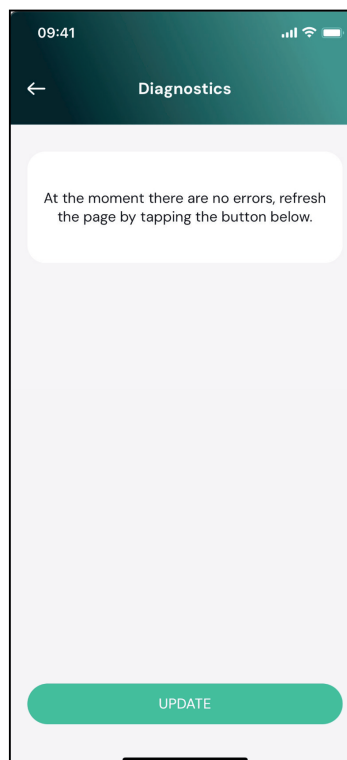 09:41
Diagnostics
At the moment there are no errors, refresh
the page by tapping the button below.
UPDATE